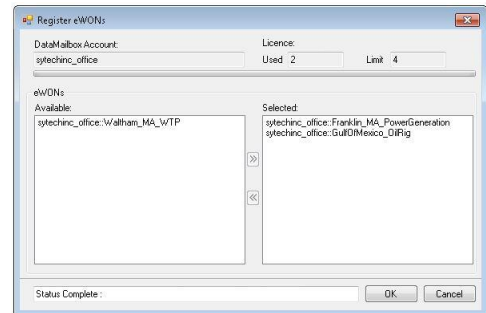 Register eWONs
DataMailbox Account:
Licence:
sytechinc_office
Used 2
Limit 4
eWONs
Available:
Selected:
sytechinc_office::Waltham_MA_WTP
sytechinc_office::Franklin_MA_PowerGeneration
sytechinc_office::GulfOfMexico_OilRig
»
«
Status Complete :
OK
Cancel